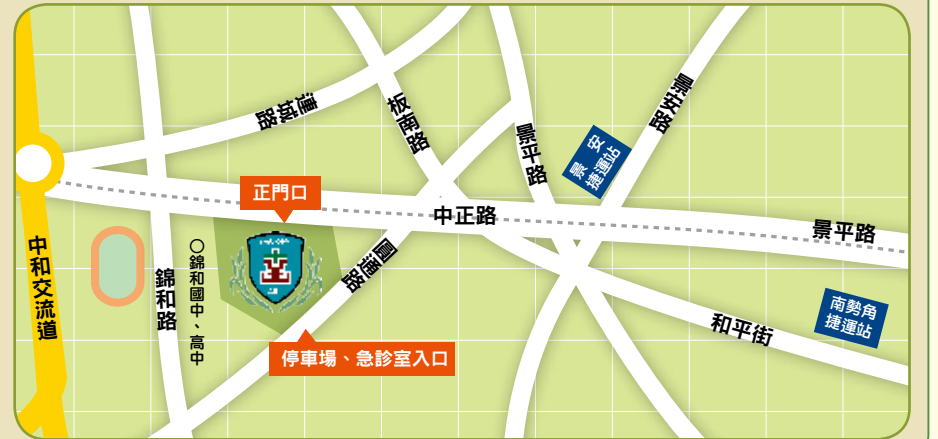 連城路
板南路
景平路
景安路
景安
捷運站
正門口
中正路
景平路
中和交流道
錦和路
〇錦和國中、高中
圓通路
南勢角
捷運站
和平街
停車場、急診室入口